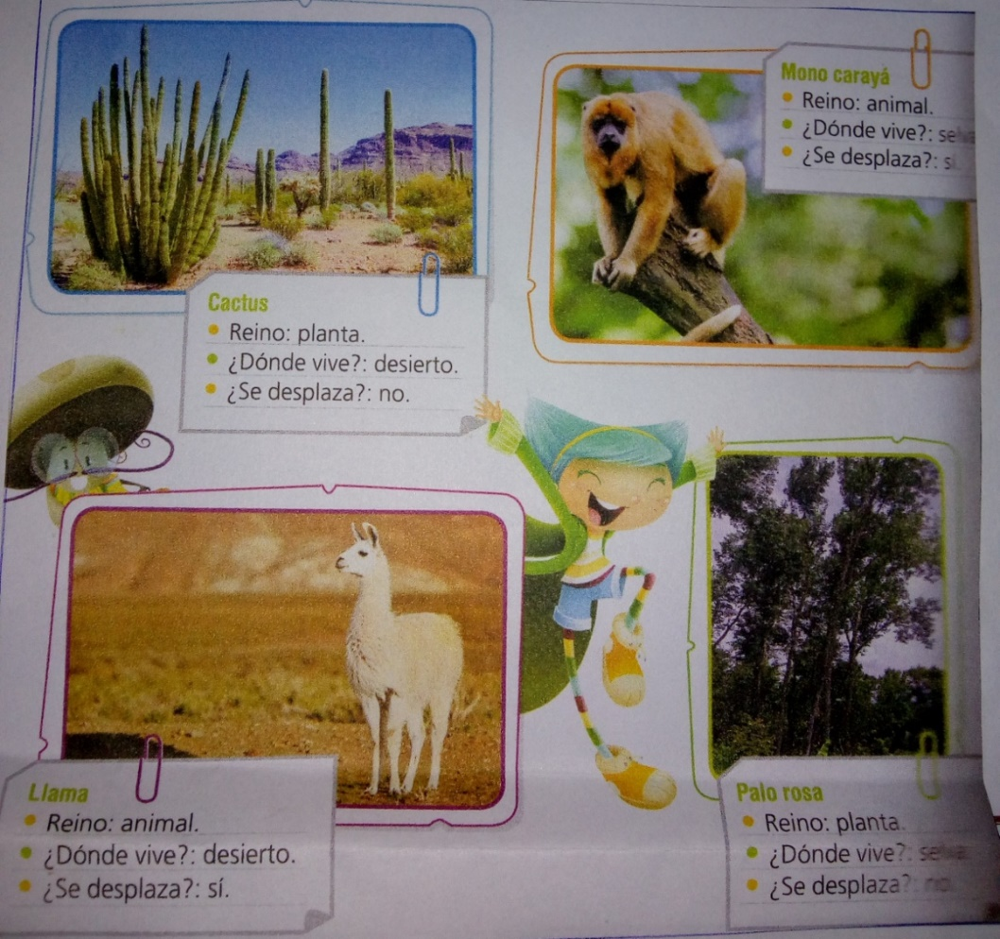 Cactus
Reino: planta.
¿Dónde vive?: desierto.
¿Se desplaza?: no.
Mono carayá
Reino: animal.
¿Dónde vive?: selva
¿Se desplaza?: sí.
Llama
Reino: animal.
¿Dónde vive?: desierto.
¿Se desplaza?: sí.
Palo rosa
Reino: planta.
¿Dónde vive?: selva.
¿Se desplaza?: no.